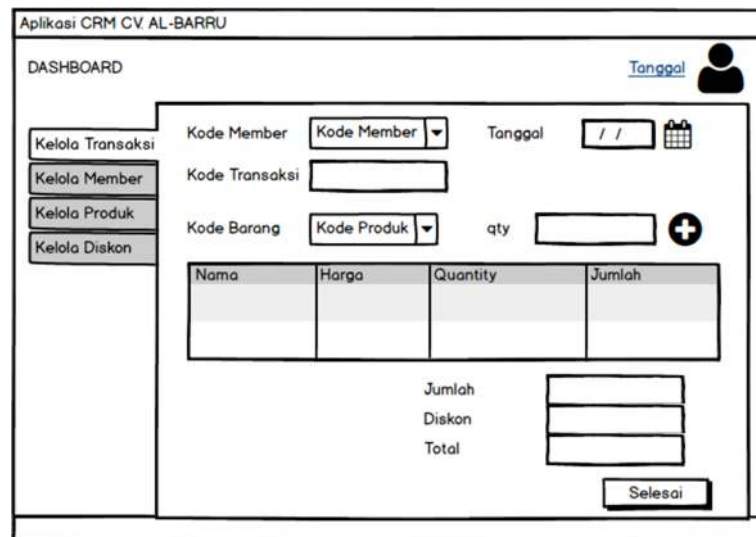 Aplikasi CRM CV. AL-BARRU
DASHBOARD
Tanggal
Kelola Transaksi
Kelola Member
Kelola Produk
Kelola Diskon
Kode Member Kode Member Tanggal / /
Kode Transaksi
Kode Barang Kode Produk qty
Nama Harga Quantity Jumlah
Jumlah
Diskon
Total
Selesai